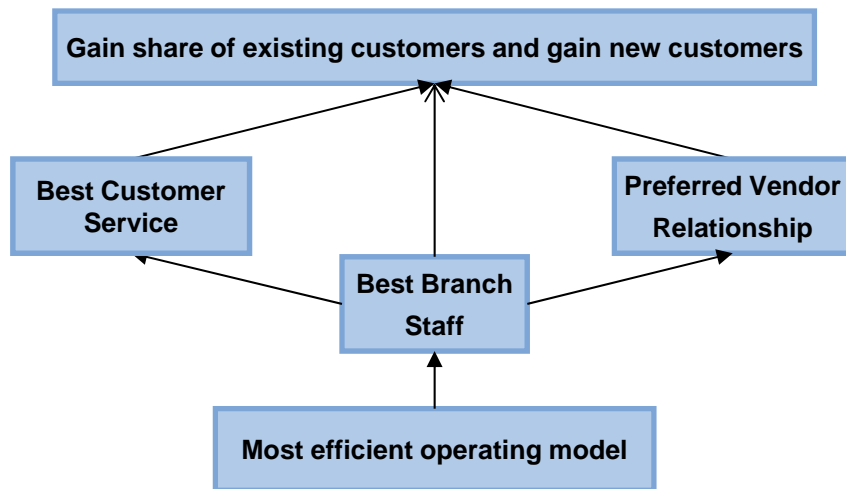 Gain share of existing customers and gain new customers
Best Customer
Service
Preferred Vendor
Relationship
Best Branch
Staff
Most efficient operating model